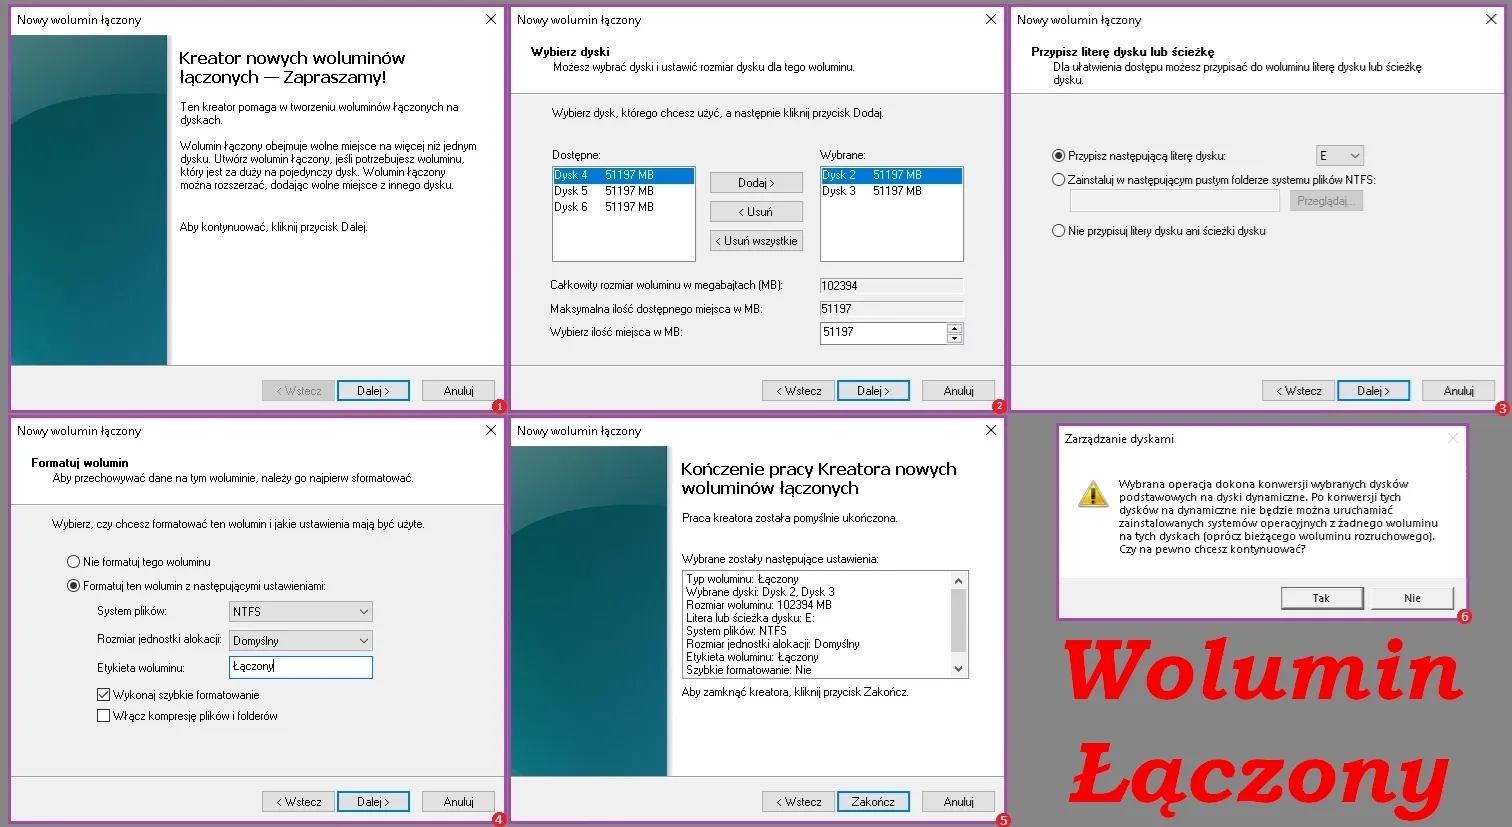 Nowy wolumin łączony
Kreator nowych woluminów
łączonych — Zapraszamy!
Ten kreator pomaga w tworzeniu woluminów łączonych na
dyskach.
Wolumin łączony obejmuje wolne miejsce na więcej niż jednym
dysku. Utwórz wolumin łączony, jeśli potrzebujesz woluminu,
który jest za duży na pojedynczy dysk. Wolumin łączony
można rozszerzać, dodając wolne miejsce z innego dysku.
Aby kontynuować, kliknij przycisk Dalej.
< Wstecz
Dalej >
Anuluj
1
Nowy wolumin łączony
Wybierz dyski
Możesz wybrać dyski i ustawić rozmiar dysku dla tego woluminu.
Wybierz dysk, którego chcesz użyć, a następnie kliknij przycisk Dodaj.
Dostępne:
Dysk 4 51197 MB
Dysk 5 51197 MB
Dysk 6 51197 MB
Dodaj >
< Usuń
< Usuń wszystkie
Wybrane:
Dysk 2 51197 MB
Dysk 3 51197 MB
Całkowity rozmiar woluminu w megabajtach (MB): 102394
Maksymalna ilość dostępnego miejsca w MB: 51197
Wybierz ilość miejsca w MB: 51197
< Wstecz
Dalej >
Anuluj
2
Nowy wolumin łączony
Przypisz literę dysku lub ścieżkę
Dla ułatwienia dostępu możesz przypisać do woluminu literę dysku lub ścieżkę
dysku.
Przypisz następującą literę dysku: E
Zainstaluj w następującym pustym folderze systemu plików NTFS:
Przeglądaj...
Nie przypisuj litery dysku ani ścieżki dysku
< Wstecz
Dalej >
Anuluj
3
Nowy wolumin łączony
Formatuj wolumin
Aby przechowywać dane na tym woluminie, należy go najpierw sformatować.
Wybierz, czy chcesz formatować ten wolumin i jakie ustawienia mają być użyte.
Nie formatuj tego woluminu
Formatuj ten wolumin z następującymi ustawieniami:
System plików: NTFS
Rozmiar jednostki alokacji: Domyślny
Etykieta woluminu: Łączony
Wykonaj szybkie formatowanie
Włącz kompresję plików i folderów
< Wstecz
Dalej >
Anuluj
4
Nowy wolumin łączony
Kończenie pracy Kreatora nowych
woluminów łączonych
Praca kreatora została pomyślnie ukończona.
Wybrane zostały następujące ustawienia:
Typ woluminu: Łączony
Wybrane dyski: Dysk 2, Dysk 3
Rozmiar woluminu: 102394 MB
Litera lub ścieżka dysku: E:
System plików: NTFS
Rozmiar jednostki alokacji: Domyślny
Etykieta woluminu: Łączony
Szybkie formatowanie: Nie
Aby zamknąć kreatora, kliknij przycisk Zakończ.
< Wstecz
Zakończ
Anuluj
5
Zarządzanie dyskami
Wybrana operacja dokona konwersji wybranych dysków
podstawowych na dyski dynamiczne. Po konwersji tych
dysków na dynamiczne nie będzie można uruchamiać
zainstalowanych systemów operacyjnych z żadnego woluminu
na tych dyskach (oprócz bieżącego woluminu rozruchowego).
Czy na pewno chcesz kontynuować?
Tak
Nie
6
Wolumin
Łączony